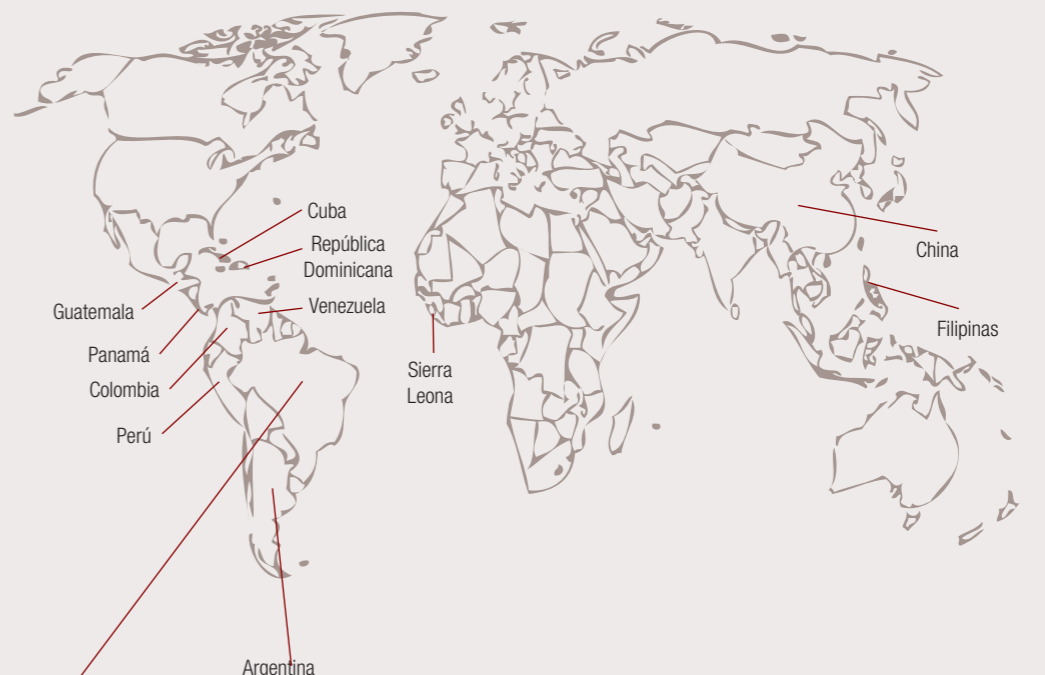 Cuba
República
Dominicana
Venezuela
Guatemala
Panamá
Colombia
Perú
Sierra
Leona
China
Filipinas
Argentina